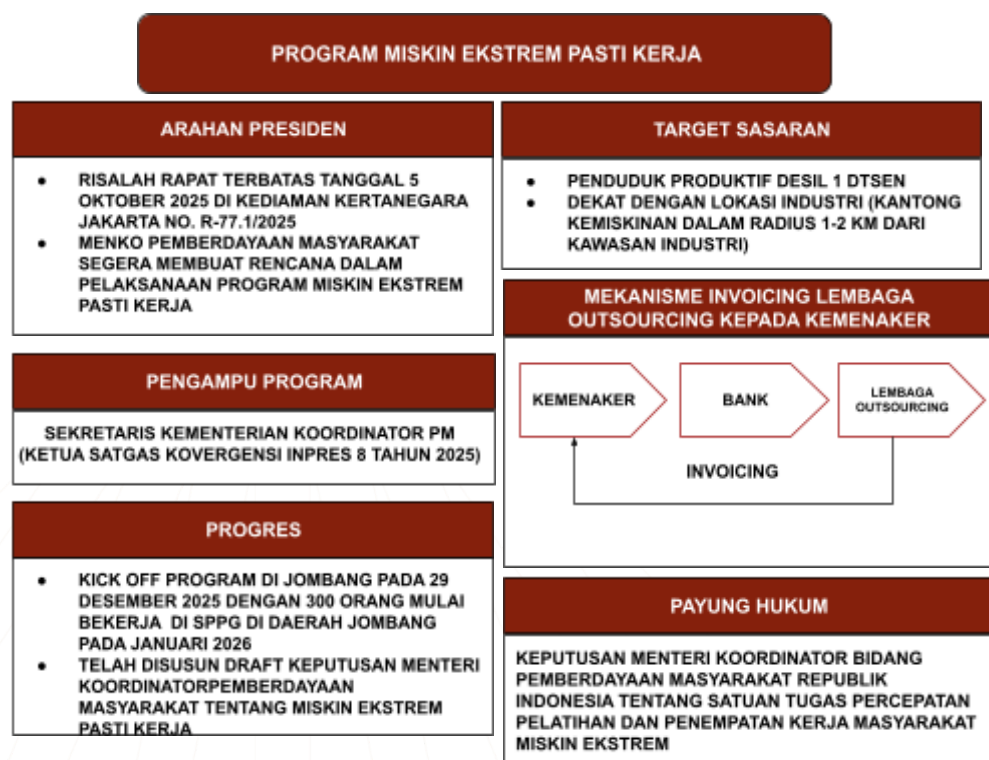 PROGRAM MISKIN EKSTREM PASTI KERJA
ARAHAN PRESIDEN
● RISALAH RAPAT TERBATAS TANGGAL 5
OKTOBER 2025 DI KEDIAMAN KERTANEGARA
JAKARTA NO. R-77.1/2025
● MENKO PEMBERDAYAAN MASYARAKAT
SEGERA MEMBUAT RENCANA DALAM
PELAKSANAAN PROGRAM MISKIN EKSTREM
PASTI KERJA
PENGAMPU PROGRAM
SEKRETARIS KEMENTERIAN KOORDINATOR PM
(KETUA SATGAS KOVERGENSI INPRES 8 TAHUN 2025)
PROGRES
● KICK OFF PROGRAM DI JOMBANG PADA 29
DESEMBER 2025 DENGAN 300 ORANG MULAI
BEKERJA DI SPPG DI DAERAH JOMBANG
PADA JANUARI 2026
● TELAH DISUSUN DRAFT KEPUTUSAN MENTERI
KOORDINATORPEMBERDAYAAN
MASYARAKAT TENTANG MISKIN EKSTREM
PASTI KERJA
TARGET SASARAN
● PENDUDUK PRODUKTIF DESIL 1 DTSEN
● DEKAT DENGAN LOKASI INDUSTRI (KANTONG
KEMISKINAN DALAM RADIUS 1-2 KM DARI
KAWASAN INDUSTRI)
MEKANISME INVOICING LEMBAGA
OUTSOURCING KEPADA KEMENAKER
KEMENAKER
BANK
LEMBAGA
OUTSOURCING
INVOICING
PAYUNG HUKUM
KEPUTUSAN MENTERI KOORDINATOR BIDANG
PEMBERDAYAAN MASYARAKAT REPUBLIK
INDONESIA TENTANG SATUAN TUGAS PERCEPATAN
PELATIHAN DAN PENEMPATAN KERJA MASYARAKAT
MISKIN EKSTREM